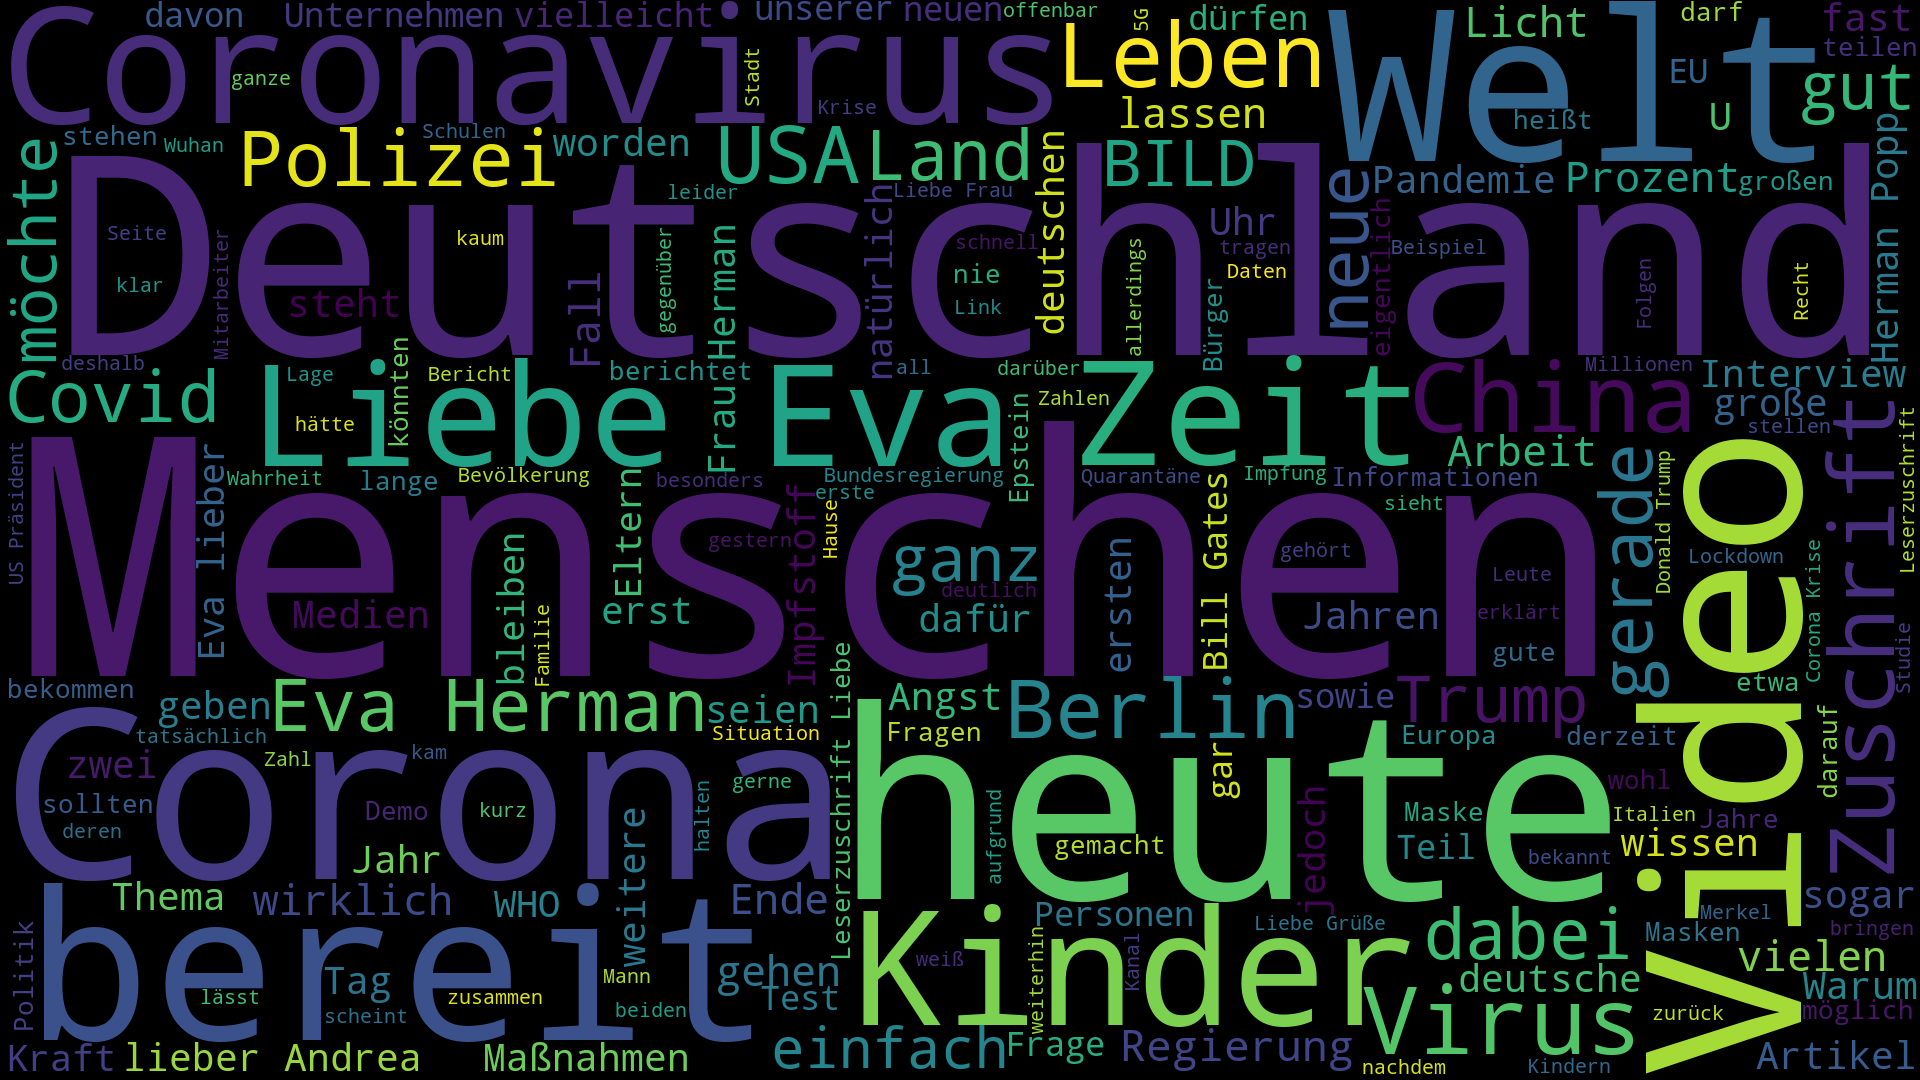 davon
Unternehmen
vielleicht
unserer
neuen
offenbar
5G
dürfen
Licht
darf
fast
teilen
Coronavirus
ganze
Stadt
Krise
Leben
lassen
Welt
heißt
EU
U
gut
stehen
Wuhan
Polizei
Schulen
worden
USA
Land
BILD
Pandemie
Prozent
großen
Herman Popp
möchte
Deutschland
Seite
klar
Mitarbeiter
steht
kaum
Fall
gegenüber
leider
Frau Herman
natürlich
Liebe Frau
schnell
nie
Link
deutschen
allerdings
Uhr
tragen
Daten
Bürger
neue
eigentlich
Beispiel
Folgen
Recht
deshalb
Covid
Lage
hätte
könnten
Bericht
Liebe
berichtet
Eva
all
darüber
Zahlen
Zeit
China
Millionen
Interview
große
stellen
Arbeit
Leserzuschrift
US Präsident
Eva lieber
Wahrheit
lange
Bevölkerung
Eltern
besonders
Bundesregierung
erste
Epstein
Quarantäne
Impfung
Informationen
sieht
Menschen
Medien
bleiben
Familie
erst
gestern
Impfstoff
Hause
ganz
deutlich
dafür
ersten
Bill Gates
gehört
Jahren
Leute
erklärt
gute
gerade
Donald Trump
Lockdown
Video
Corona Krise
zuschrift
Studie
bekommen
geben
tatsächlich
Eva Herman
seien
Situation
Angst
Fragen
Berlin
sowie
Trump
etwa
darauf
zwei
Zahl
kam
sollten
deren
Corona
Demo
kurz
gerne
halten
Jahr
Leserzuschrift Liebe
heute
aufgrund
gemacht
gar
jedoch
Europa
derzeit
wohl
Maske
Teil
Italien
Jahre
bekannt
wissen
Thema
wirklich
WHO
weitere
Ende
sogar
Politik
bereit
lässt
Tag
scheint
zusammen
Mann
beiden
gehen
Test
Kinder
weiß
weiterhin
Personen
Kanal
Liebe Grüße
dabei
deutsche
Merkel
Masken
bringen
vielen
Warum
möglich
zurück
Virus
Kraft
lieber
Andrea
Maßnahmen
einfach
Frage
Regierung
nachdem
Kindern
Artikel